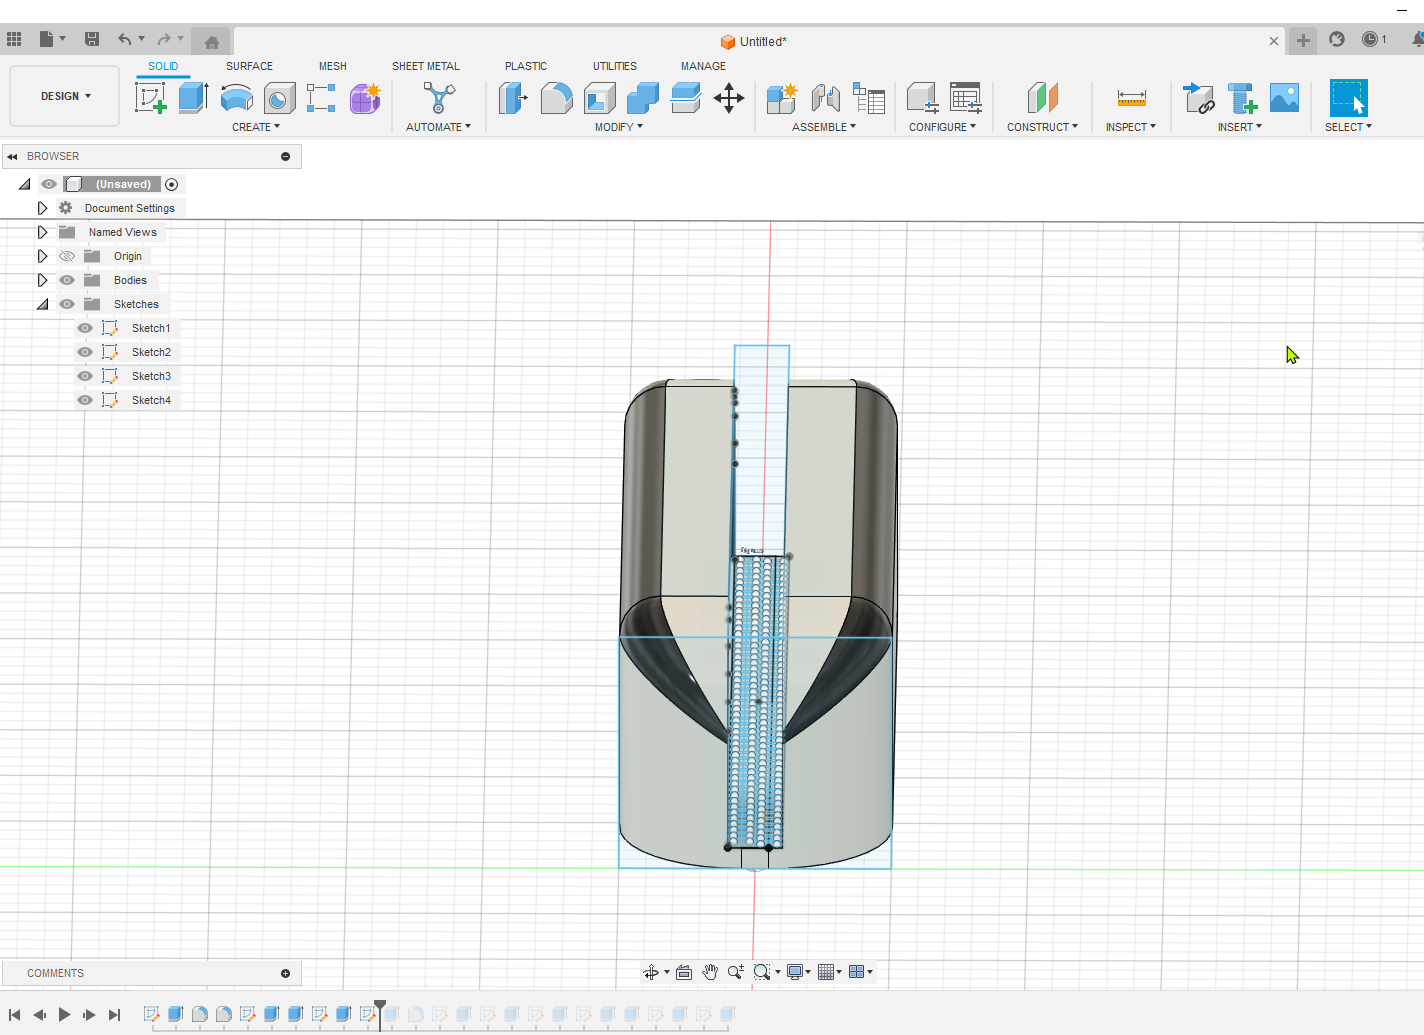 Untitled*
1
SOLID SURFACE MESH SHEET METAL PLASTIC UTILITIES MANAGE
DESIGN
CREATE AUTOMATE MODIFY ASSEMBLE CONFIGURE CONSTRUCT INSPECT INSERT SELECT
BROWSER
(Unsaved)
Document Settings
Named Views
Origin
Bodies
Sketches
Sketch1
Sketch2
Sketch3
Sketch4
COMMENTS